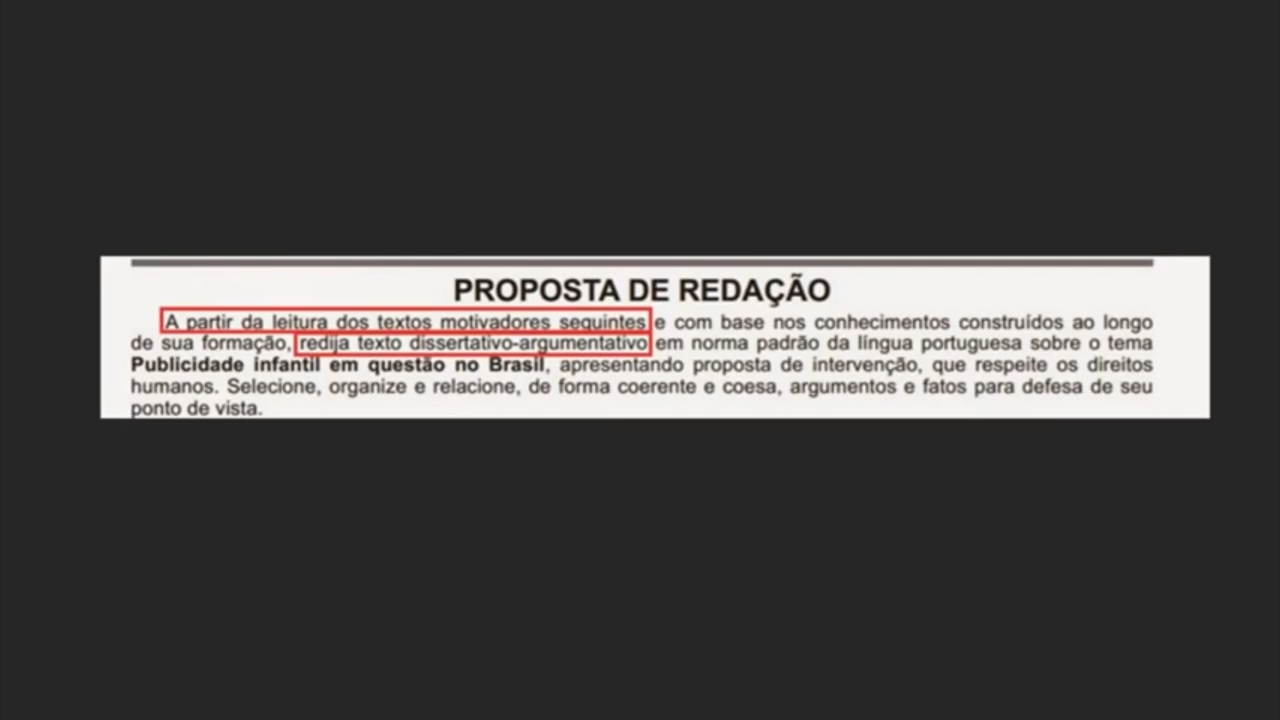 PROPOSTA DE REDAÇÃO
A partir da leitura dos textos motivadores seguintes e com base nos conhecimentos construídos ao longo
de sua formação, redija texto dissertativo-argumentativo em norma padrão da língua portuguesa sobre o tema
Publicidade infantil em questão no Brasil, apresentando proposta de intervenção, que respeite os direitos
humanos. Selecione, organize e relacione, de forma coerente e coesa, argumentos e fatos para defesa de seu
ponto de vista.